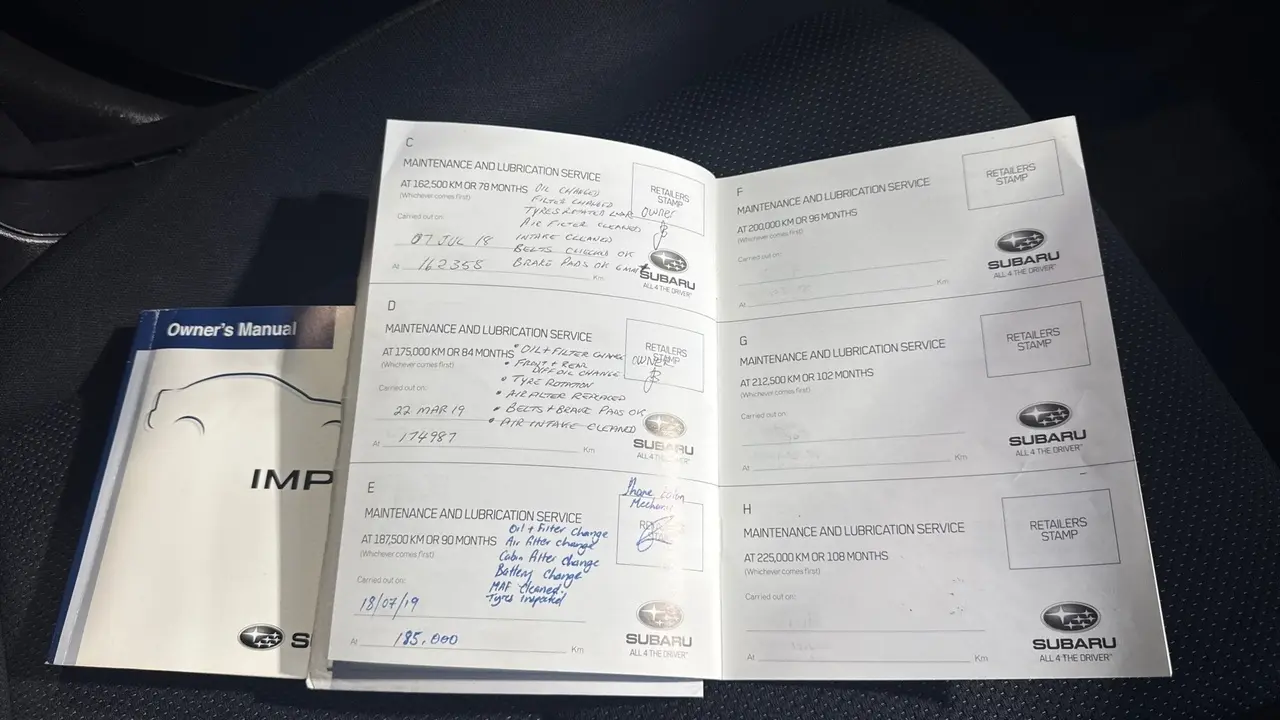 Owner's Manual
IMP
S
C
MAINTENANCE AND LUBRICATION SERVICE
AT 162,500 KM OR 78 MONTHS
(Whichever comes first)
OIL CHANGED
FILTER CHANGED
TYRES ROTATED
AIR FILTER CLEANED
INTAKE CLEANED
BELTS CHECKED OK
BRAKE PADS OK
RETAILERS
STAMP
OWNER
Carried out on:
07 JUL 18
At 162358 Km
SUBARU
ALL 4 THE DRIVER
D
MAINTENANCE AND LUBRICATION SERVICE
AT 175,000 KM OR 84 MONTHS
(Whichever comes first)
• OIL + FILTER CHANGE
• FRONT + REAR
DIFF OIL CHANGE
• TYRE ROTATION
• AIR FILTER REPLACED
• BELTS + BRAKE PADS OK
• AIR INTAKE CLEANED
RETAILERS
STAMP
OWNER
Carried out on:
22 MAR 19
At 174987 Km
SUBARU
ALL 4 THE DRIVER
E
MAINTENANCE AND LUBRICATION SERVICE
AT 187,500 KM OR 90 MONTHS
(Whichever comes first)
Oil + Filter Change
Air filter change
Cabin filter Change
Battery Change
MAF Cleaned.
Tyres Inspected
Mechanic
Carried out on:
18/07/19
At 185,000 Km
SUBARU
ALL 4 THE DRIVER™
F
MAINTENANCE AND LUBRICATION SERVICE
AT 200,000 KM OR 96 MONTHS
(Whichever comes first)
RETAILERS
STAMP
Carried out on:
At Km
SUBARU
ALL 4 THE DRIVER™
G
MAINTENANCE AND LUBRICATION SERVICE
AT 212,500 KM OR 102 MONTHS
(Whichever comes first)
RETAILERS
STAMP
Carried out on:
At Km
SUBARU
ALL 4 THE DRIVER™
H
MAINTENANCE AND LUBRICATION SERVICE
AT 225,000 KM OR 108 MONTHS
(Whichever comes first)
RETAILERS
STAMP
Carried out on:
At Km
SUBARU
ALL 4 THE DRIVER™